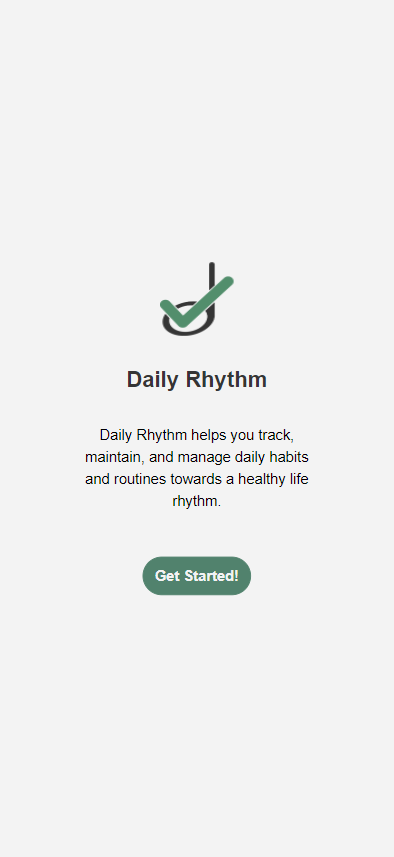 Daily Rhythm
Daily Rhythm helps you track,
maintain, and manage daily habits
and routines towards a healthy life
rhythm.
Get Started!